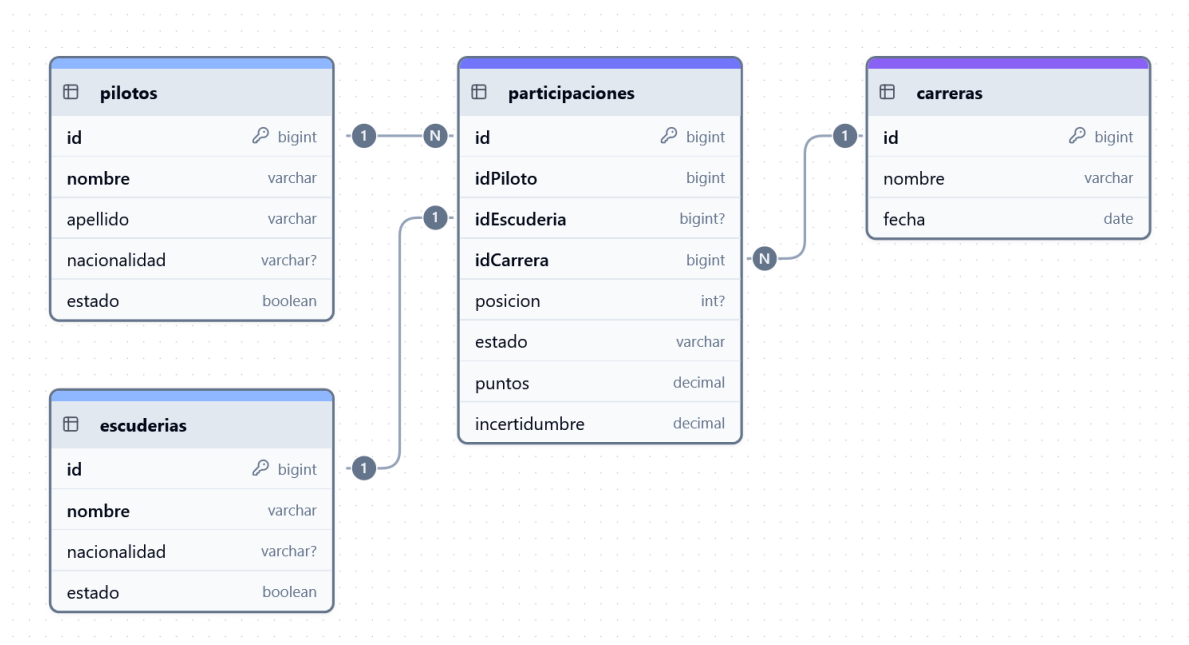 pilotos
id bigint
nombre varchar
apellido varchar
nacionalidad varchar?
estado boolean
1 N
participaciones
id bigint
idPiloto bigint
1
idEscuderia bigint?
idCarrera bigint
N
posicion int?
estado varchar
puntos decimal
incertidumbre decimal
carreras
1
id bigint
nombre varchar
fecha date
escuderias
id bigint
1
nombre varchar
nacionalidad varchar?
estado boolean